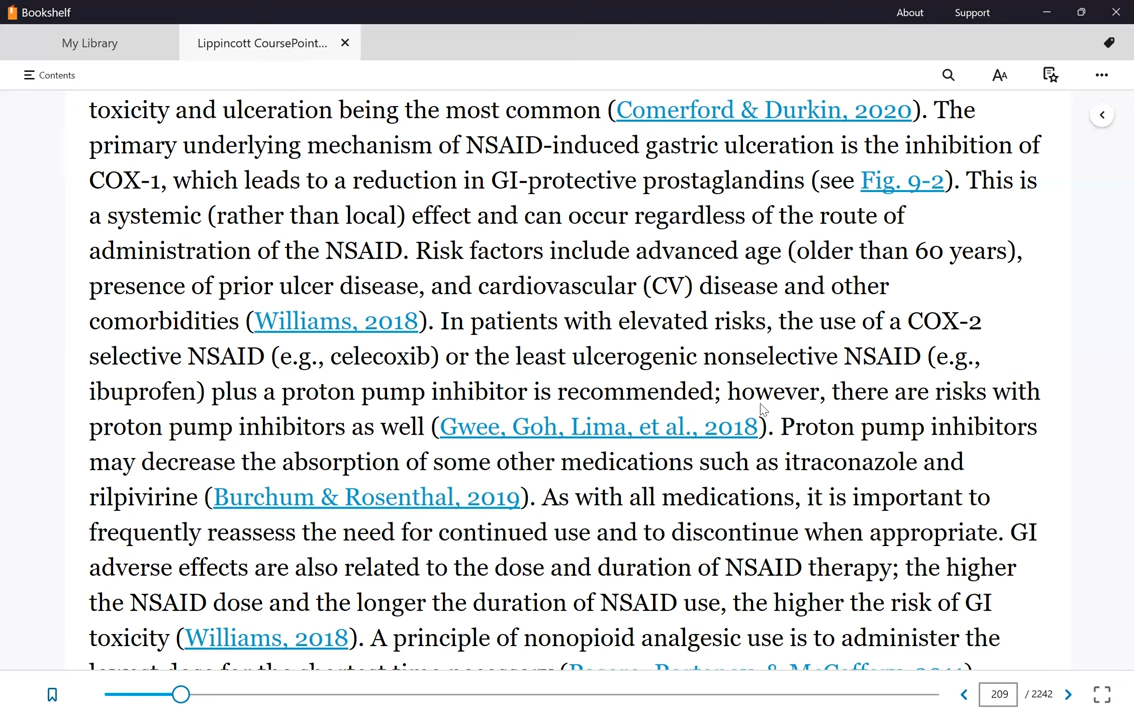 Bookshelf
About
Support
My Library
Lippincott CoursePoint...
Contents
AA
toxicity and ulceration being the most common (Comerford & Durkin, 2020). The
primary underlying mechanism of NSAID-induced gastric ulceration is the inhibition of
COX-1, which leads to a reduction in GI-protective prostaglandins (see Fig. 9-2). This is
a systemic (rather than local) effect and can occur regardless of the route of
administration of the NSAID. Risk factors include advanced age (older than 60 years),
presence of prior ulcer disease, and cardiovascular (CV) disease and other
comorbidities (Williams, 2018). In patients with elevated risks, the use of a COX-2
selective NSAID (e.g., celecoxib) or the least ulcerogenic nonselective NSAID (e.g.,
ibuprofen) plus a proton pump inhibitor is recommended; however, there are risks with
proton pump inhibitors as well (Gwee, Goh, Lima, et al., 2018). Proton pump inhibitors
may decrease the absorption of some other medications such as itraconazole and
rilpivirine (Burchum & Rosenthal, 2019). As with all medications, it is important to
frequently reassess the need for continued use and to discontinue when appropriate. GI
adverse effects are also related to the dose and duration of NSAID therapy; the higher
the NSAID dose and the longer the duration of NSAID use, the higher the risk of GI
toxicity (Williams, 2018). A principle of nonopioid analgesic use is to administer the
209 / 2242